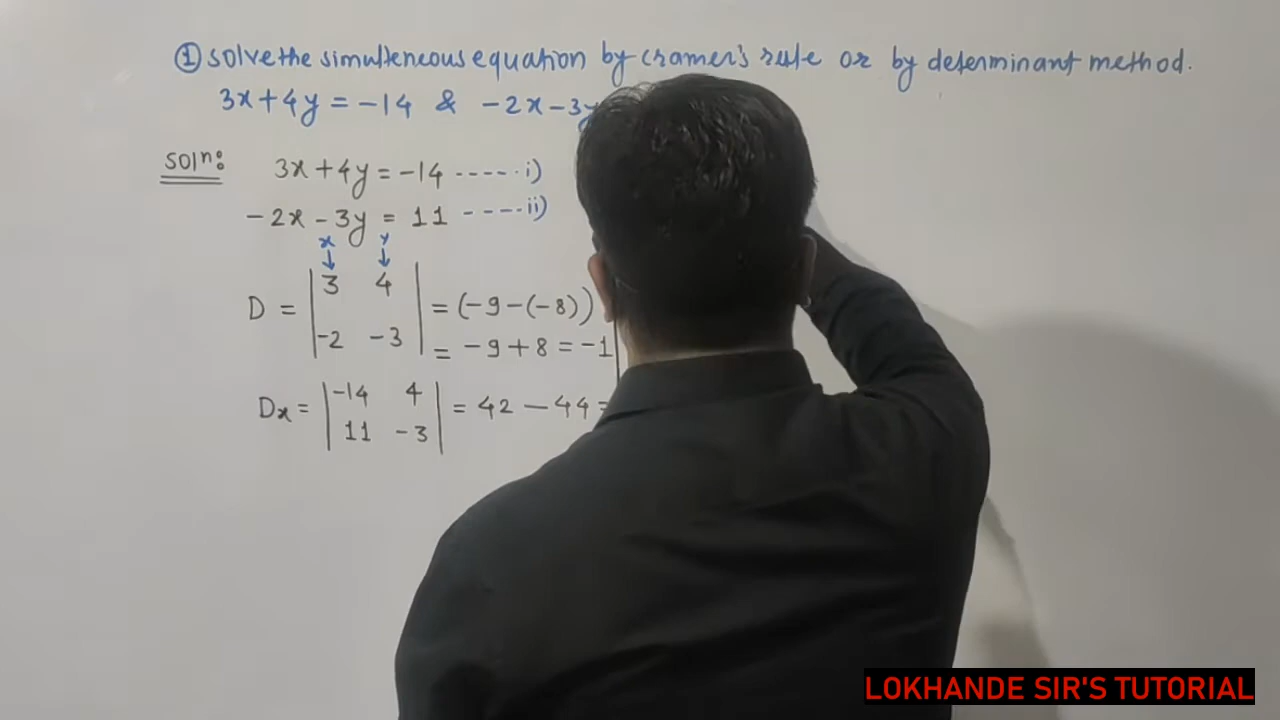 ① solve the simulteneous equation by cramer's rule or by determinant method.
3x+4y = -14 & -2x-3y
Soln:
3x+4y = -14 ----- i)
-2x-3y = 11 ----- ii)
x y
↓ ↓
D = | 3 4 | = (-9-(-8))
| -2 -3 | = -9+8 = -1
Dx = | -14 4 | = 42 - 44 =
| 11 -3 |
LOKHANDE SIR'S TUTORIAL